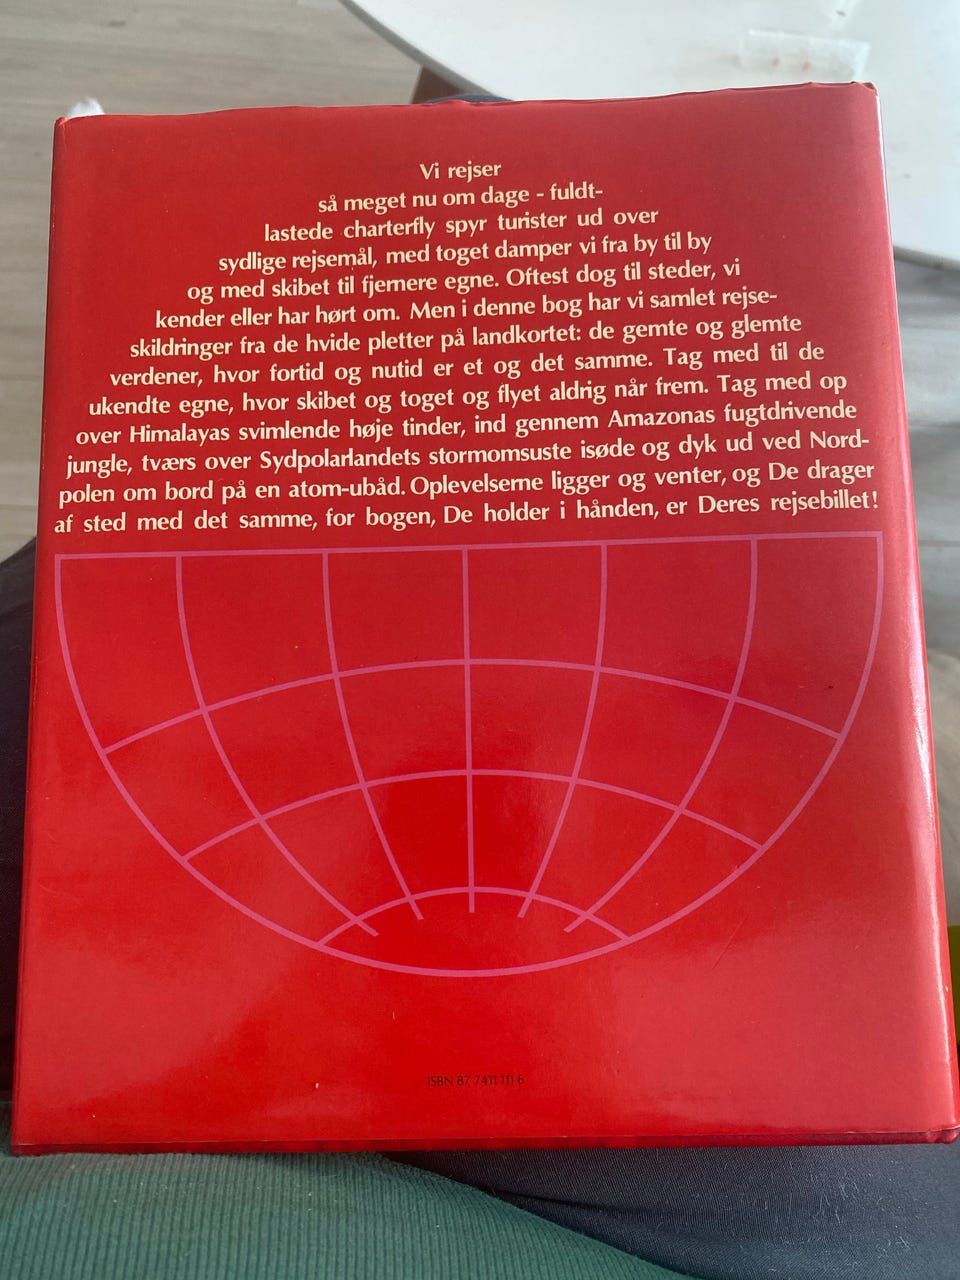 Vi rejser
så meget nu om dage - fuldt-
lastede charterfly spyr turister ud over
sydlige rejsemål, med toget damper vi fra by til by
og med skibet til fjernere egne. Oftest dog til steder, vi
kender eller har hørt om. Men i denne bog har vi samlet rejse-
skildringer fra de hvide pletter på landkortet: de gemte og glemte
verdener, hvor fortid og nutid er et og det samme. Tag med til de
ukendte egne, hvor skibet og toget og flyet aldrig når frem. Tag med op
over Himalayas svimlende høje tinder, ind gennem Amazonas fugtdrivende
jungle, tværs over Sydpolarlandets stormomsuste isøde og dyk ud ved Nord-
polen om bord på en atom-ubåd. Oplevelserne ligger og venter, og De drager
af sted med det samme, for bogen, De holder i hånden, er Deres rejsebillet!
ISBN 87 7411 111 6